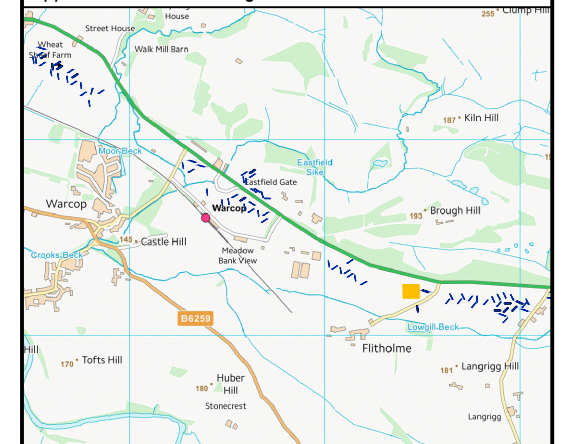 House
255 Clump Hill
Street House
Wheat
Sheaf Farm
Walk Mill Barn
187 Kiln Hill
Moor Beck
Eastfield
Sike
Eastfield Gate
Warcop
Warcop
193 Brough Hill
145 Castle Hill
Crooks Beck
Meadow
Bank View
B6259
Lowgill Beck
Flitholme
Hill
170 Tofts Hill
181 Langrigg Hill
180 Huber
Hill
Stonecrest
Langrigg